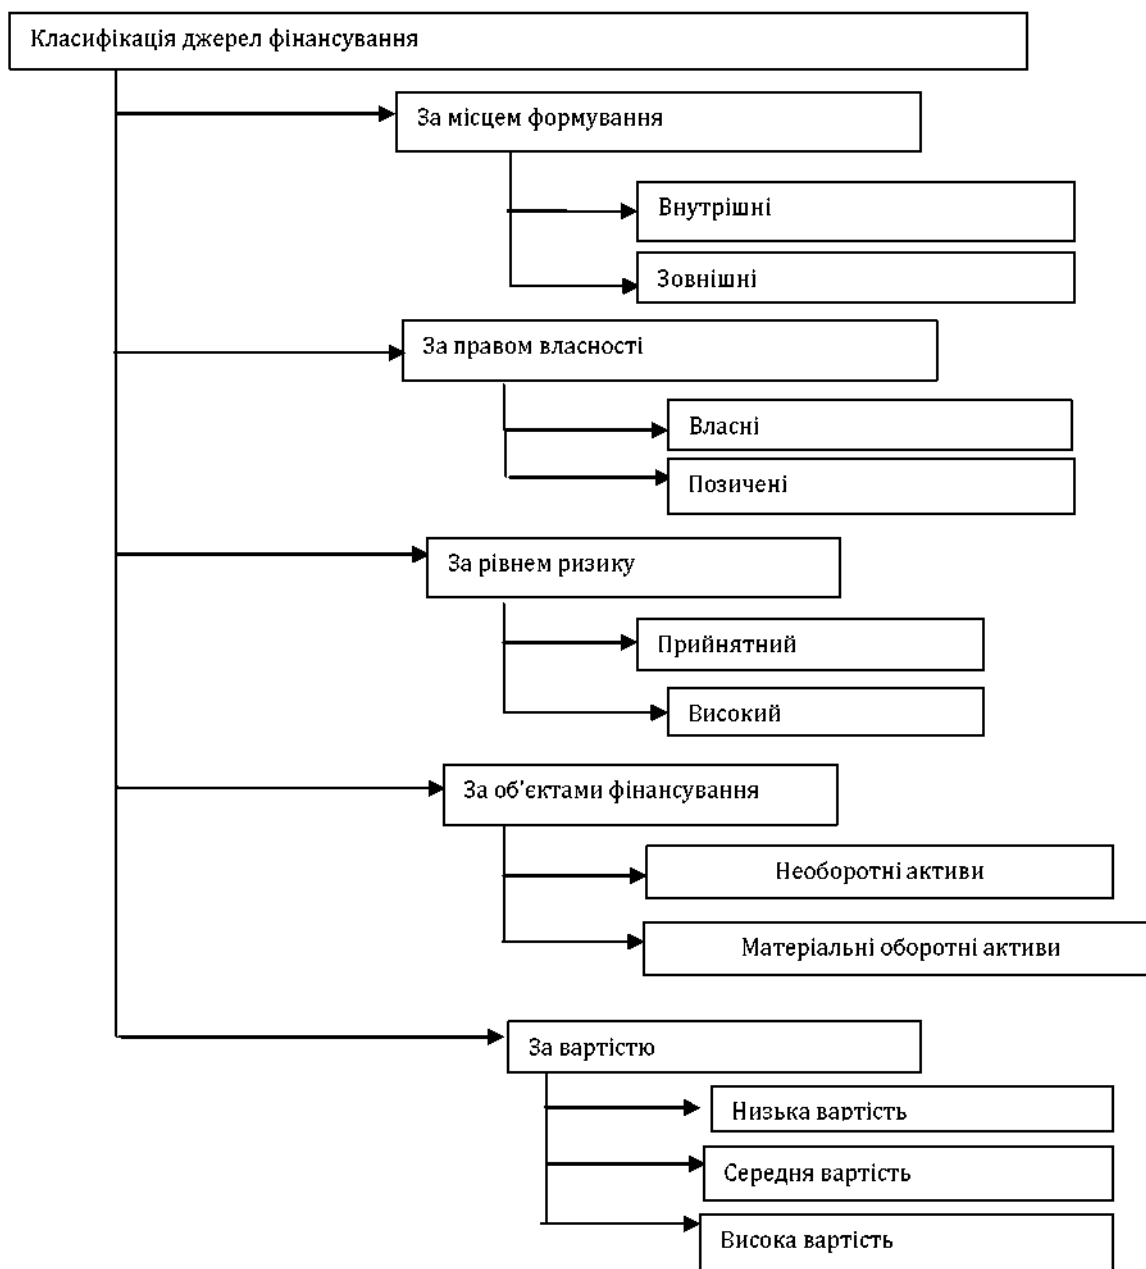 Класифікація джерел фінансування
За місцем формування
Внутрішні
Зовнішні
За правом власності
Власні
Позичені
За рівнем ризику
Прийнятний
Високий
За об'єктами фінансування
Необоротні активи
Матеріальні оборотні активи
За вартістю
Низька вартість
Середня вартість
Висока вартість